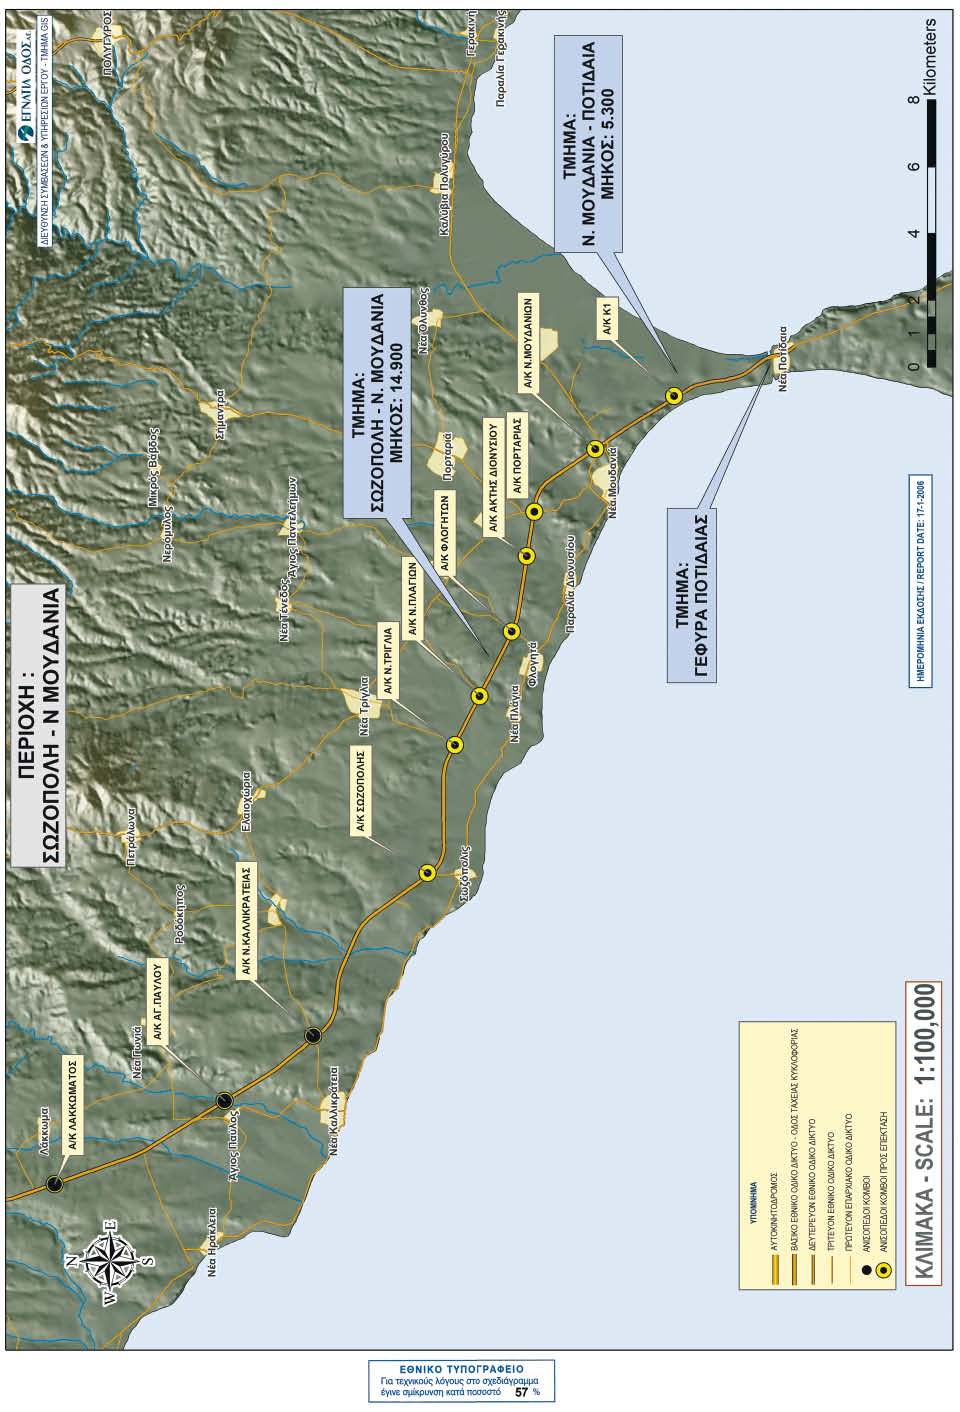 ΠΕΡΙΟΧΗ :
ΣΩΖΟΠΟΛΗ - Ν ΜΟΥΔΑΝΙΑ
ΕΓΝΑΤΙΑ ΟΔΟΣ Α.Ε.
ΔΙΕΥΘΥΝΣΗ ΣΥΜΒΑΣΕΩΝ & ΥΠΗΡΕΣΙΩΝ ΕΡΓΟΥ - ΤΜΗΜΑ GIS
Λάκκωμα
Α/Κ ΛΑΚΚΩΜΑΤΟΣ
Νέα Γωνιά
Α/Κ ΑΓ.ΠΑΥΛΟΥ
Ροδόκηπος
Πετράλωνα
Ελαιοχώρια
Α/Κ Ν.ΚΑΛΛΙΚΡΑΤΕΙΑΣ
Νέα Ηράκλεια
Άγιος Παύλος
Νέα Καλλικράτεια
Α/Κ ΣΩΖΟΠΟΛΗΣ
Σωζόπολις
Νέα Τρίγλια
Α/Κ Ν.ΤΡΙΓΛΙΑ
Α/Κ Ν.ΠΛΑΓΙΩΝ
Α/Κ ΦΛΟΓΗΤΩΝ
Νέα Πλάγια
Φλογητά
Παραλία Διονυσίου
Νέα Τένεδος
Άγιος Παντελεήμων
Νερόμυλος
Μικρός Βάβδος
Σήμαντρα
ΠΟΛΥΓΥΡΟΣ
ΤΜΗΜΑ:
ΣΩΖΟΠΟΛΗ - Ν. ΜΟΥΔΑΝΙΑ
ΜΗΚΟΣ: 14.900
Πορταριά
Α/Κ ΑΚΤΗΣ ΔΙΟΝΥΣΙΟΥ
Α/Κ ΠΟΡΤΑΡΙΑΣ
Νέα Όλυνθος
Καλύβια Πολυγύρου
Γερακινή
Παραλία Γερακινής
Α/Κ Ν.ΜΟΥΔΑΝΙΩΝ
Νέα Μουδανιά
Α/Κ Κ1
ΤΜΗΜΑ:
Ν. ΜΟΥΔΑΝΙΑ - ΠΟΤΙΔΑΙΑ
ΜΗΚΟΣ: 5.300
ΤΜΗΜΑ:
ΓΕΦΥΡΑ ΠΟΤΙΔΑΙΑΣ
Νέα Ποτίδαια
N
W
E
S
ΥΠΟΜΝΗΜΑ
ΑΥΤΟΚΙΝΗΤΟΔΡΟΜΟΣ
ΒΑΣΙΚΟ ΕΘΝΙΚΟ ΟΔΙΚΟ ΔΙΚΤΥΟ - ΟΔΟΣ ΤΑΧΕΙΑΣ ΚΥΚΛΟΦΟΡΙΑΣ
ΔΕΥΤΕΡΕΥΟΝ ΕΘΝΙΚΟ ΟΔΙΚΟ ΔΙΚΤΥΟ
ΤΡΙΤΕΥΟΝ ΕΘΝΙΚΟ ΟΔΙΚΟ ΔΙΚΤΥΟ
ΠΡΩΤΕΥΟΝ ΕΠΑΡΧΙΑΚΟ ΟΔΙΚΟ ΔΙΚΤΥΟ
ΑΝΙΣΟΠΕΔΟΙ ΚΟΜΒΟΙ
ΑΝΙΣΟΠΕΔΟΙ ΚΟΜΒΟΙ ΠΡΟΣ ΕΠΕΚΤΑΣΗ
ΚΛΙΜΑΚΑ - SCALE: 1:100,000
ΗΜΕΡΟΜΗΝΙΑ ΕΚΔΟΣΗΣ / REPORT DATE: 17-1-2006
0 1 2 4 6 8
Kilometers
ΕΘΝΙΚΟ ΤΥΠΟΓΡΑΦΕΙΟ
Για τεχνικούς λόγους στο σχεδιάγραμμα
έγινε σμίκρυνση κατά ποσοστό 57 %